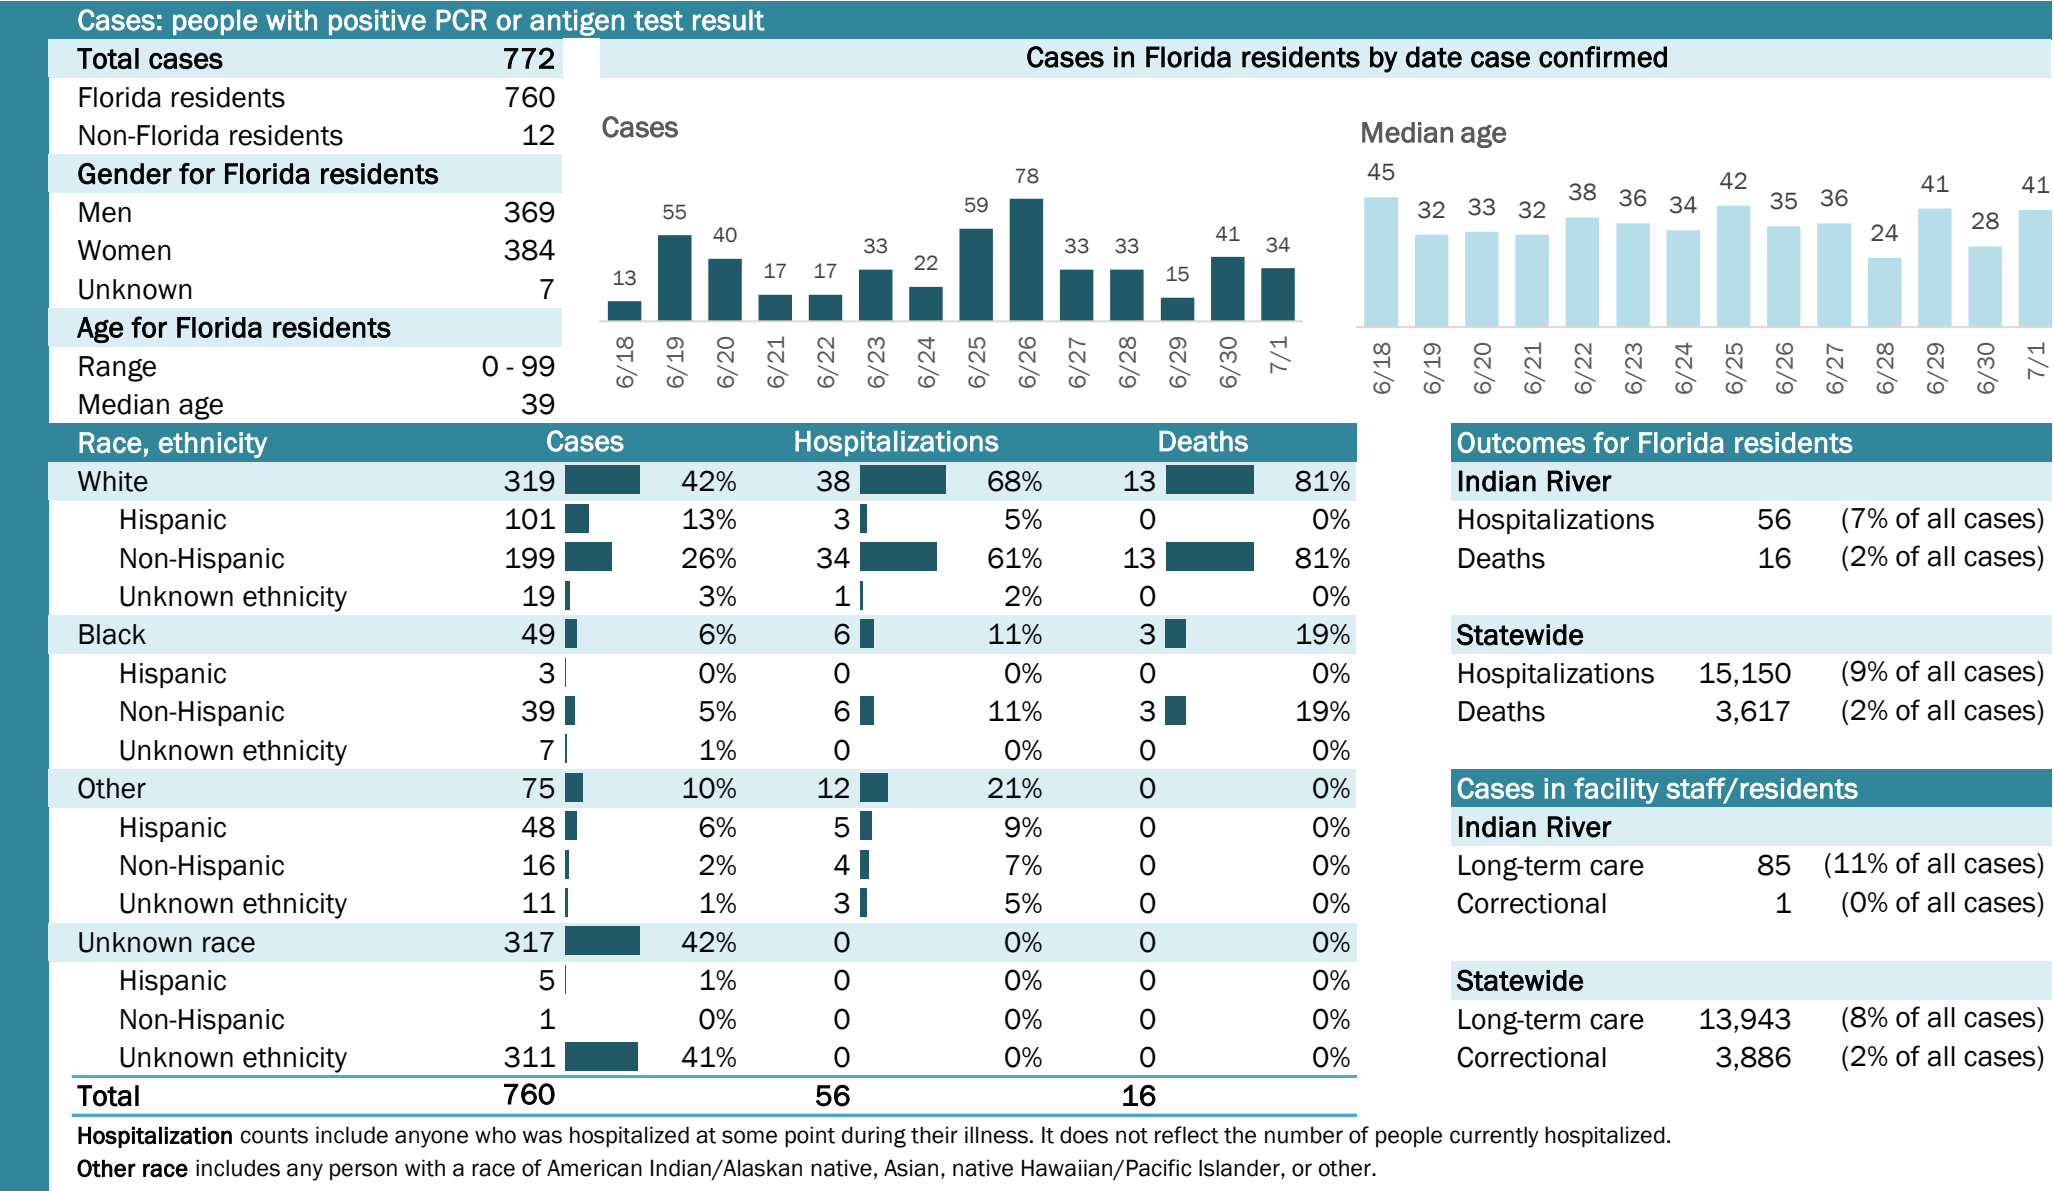 Cases: people with positive PCR or antigen test result
Total cases 772
Florida residents 760
Non-Florida residents 12
Gender for Florida residents
Men 369
Women 384
Unknown 7
Age for Florida residents
Range 0 - 99
Median age 39
Cases in Florida residents by date case confirmed
Cases
13 55 40 17 17 33 22 59 78 33 33 15 41 34
6/18 6/19 6/20 6/21 6/22 6/23 6/24 6/25 6/26 6/27 6/28 6/29 6/30 7/1
Median age
45 32 33 32 38 36 34 42 35 36 24 41 28 41
6/18 6/19 6/20 6/21 6/22 6/23 6/24 6/25 6/26 6/27 6/28 6/29 6/30 7/1
Race, ethnicity Cases Hospitalizations Deaths
White 319 42% 38 68% 13 81%
Hispanic 101 13% 3 5% 0 0%
Non-Hispanic 199 26% 34 61% 13 81%
Unknown ethnicity 19 3% 1 2% 0 0%
Black 49 6% 6 11% 3 19%
Hispanic 3 0% 0 0% 0 0%
Non-Hispanic 39 5% 6 11% 3 19%
Unknown ethnicity 7 1% 0 0% 0 0%
Other 75 10% 12 21% 0 0%
Hispanic 48 6% 5 9% 0 0%
Non-Hispanic 16 2% 4 7% 0 0%
Unknown ethnicity 11 1% 3 5% 0 0%
Unknown race 317 42% 0 0% 0 0%
Hispanic 5 1% 0 0% 0 0%
Non-Hispanic 1 0% 0 0% 0 0%
Unknown ethnicity 311 41% 0 0% 0 0%
Total 760 56 16
Outcomes for Florida residents
Indian River
Hospitalizations 56 (7% of all cases)
Deaths 16 (2% of all cases)
Statewide
Hospitalizations 15,150 (9% of all cases)
Deaths 3,617 (2% of all cases)
Cases in facility staff/residents
Indian River
Long-term care 85 (11% of all cases)
Correctional 1 (0% of all cases)
Statewide
Long-term care 13,943 (8% of all cases)
Correctional 3,886 (2% of all cases)
Hospitalization counts include anyone who was hospitalized at some point during their illness. It does not reflect the number of people currently hospitalized.
Other race includes any person with a race of American Indian/Alaskan native, Asian, native Hawaiian/Pacific Islander, or other.